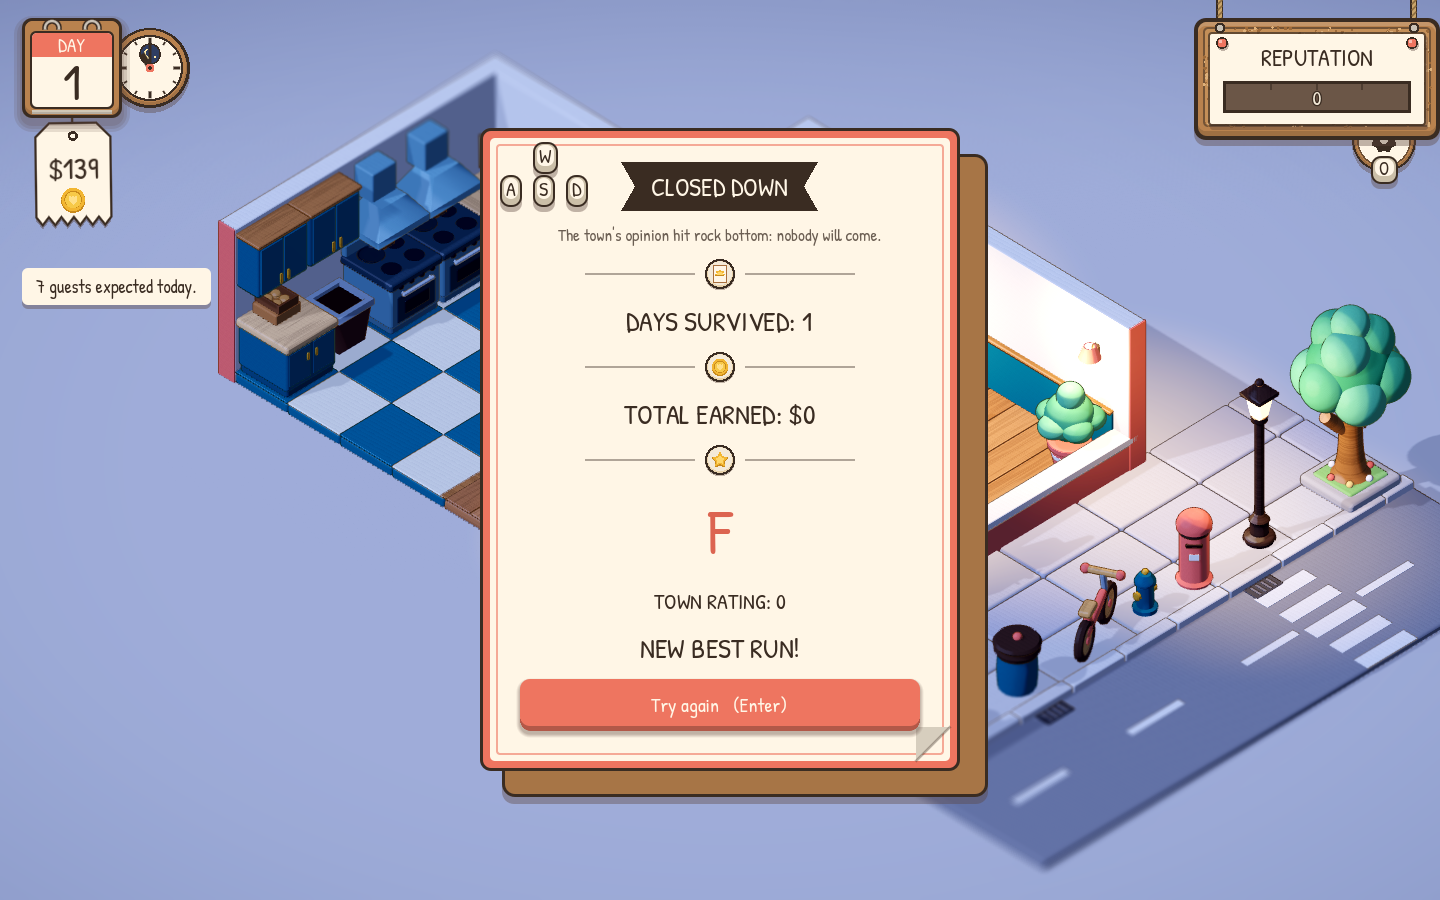 DAY
1
$139
7 guests expected today.
REPUTATION
0
0
W
A S D
CLOSED DOWN
The town's opinion hit rock bottom: nobody will come.
DAYS SURVIVED: 1
TOTAL EARNED: $0
F
TOWN RATING: 0
NEW BEST RUN!
Try again (Enter)